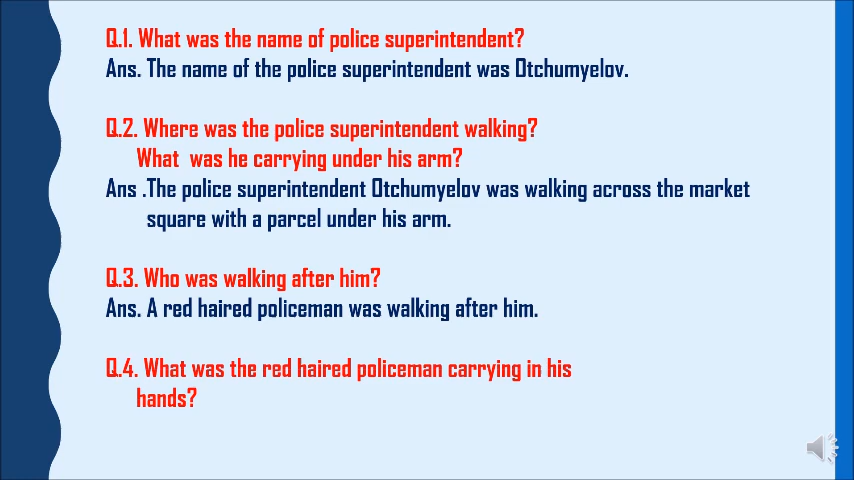 Q.1. What was the name of police superintendent?
Ans. The name of the police superintendent was Otchumyelov.
Q.2. Where was the police superintendent walking?
What was he carrying under his arm?
Ans .The police superintendent Otchumyelov was walking across the market
square with a parcel under his arm.
Q.3. Who was walking after him?
Ans. A red haired policeman was walking after him.
Q.4. What was the red haired policeman carrying in his
hands?